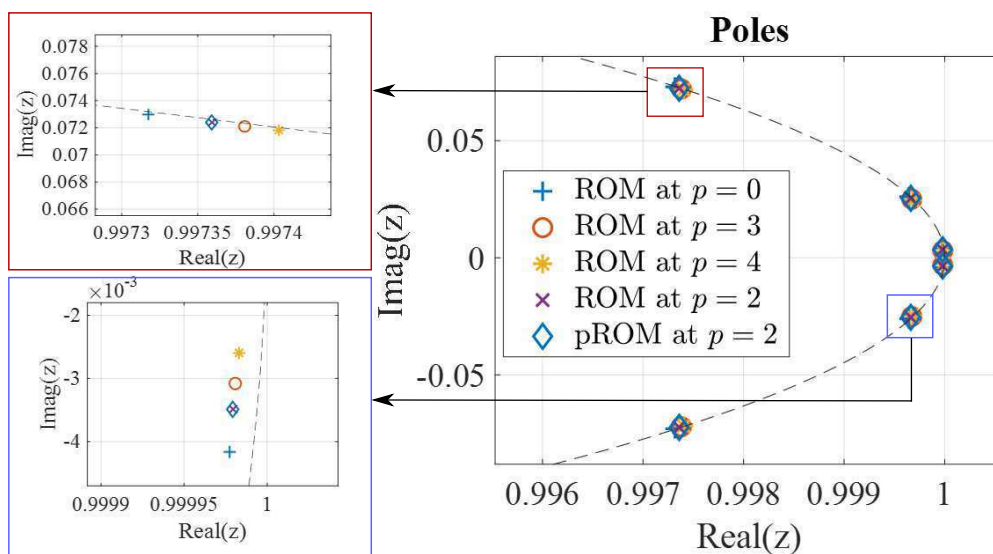 Poles
0.078
0.076
0.074
0.072
0.07
0.068
0.066
Imag(z)
0.99773
0.997735
0.99774
Real(z)
×10⁻³
-2
-3
-4
Imag(z)
0.9999
0.99995
1
Real(z)
Imag(z)
0.05
0
-0.05
ROM at p = 0
ROM at p = 3
ROM at p = 4
ROM at p = 2
pROM at p = 2
0.996
0.997
0.998
0.999
1
Real(z)